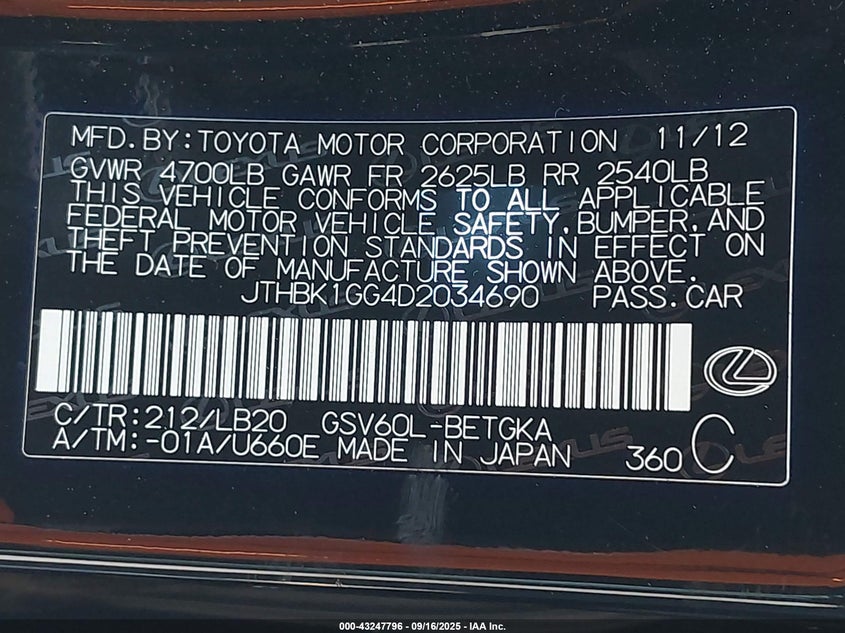 MFD.BY:TOYOTA MOTOR CORPORATION 11/12
GVWR 4700LB GAWR FR 2625LB RR 2540LB
THIS VEHICLE CONFORMS TO ALL APPLICABLE
FEDERAL MOTOR VEHICLE SAFETY,BUMPER,AND
THEFT PREVENTION STANDARDS IN EFFECT ON
THE DATE OF MANUFACTURE SHOWN ABOVE.
JTHBK1GG4D2034690 PASS.CAR
C/TR:212/LB20 GSV60L-BETGKA
A/TM:-01A/U660E MADE IN JAPAN 360 C
000-43247796 - 09/16/2025 - IAA Inc.